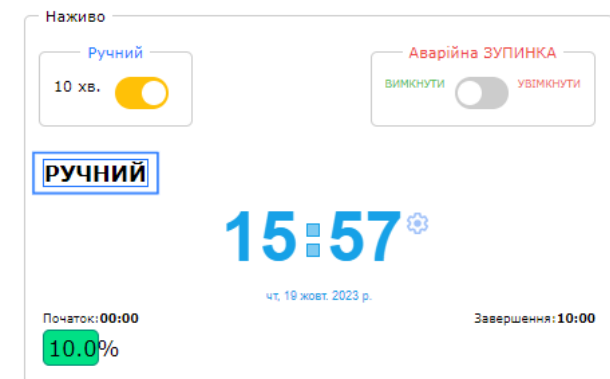 Наживо
Ручний
Аварійна ЗУПИНКА
10 хв.
ВИМКНУТИ
УВІМКНУТИ
РУЧНИЙ
15:57
чт, 19 жовт. 2023 р.
Початок:00:00
Завершення:10:00
10.0%